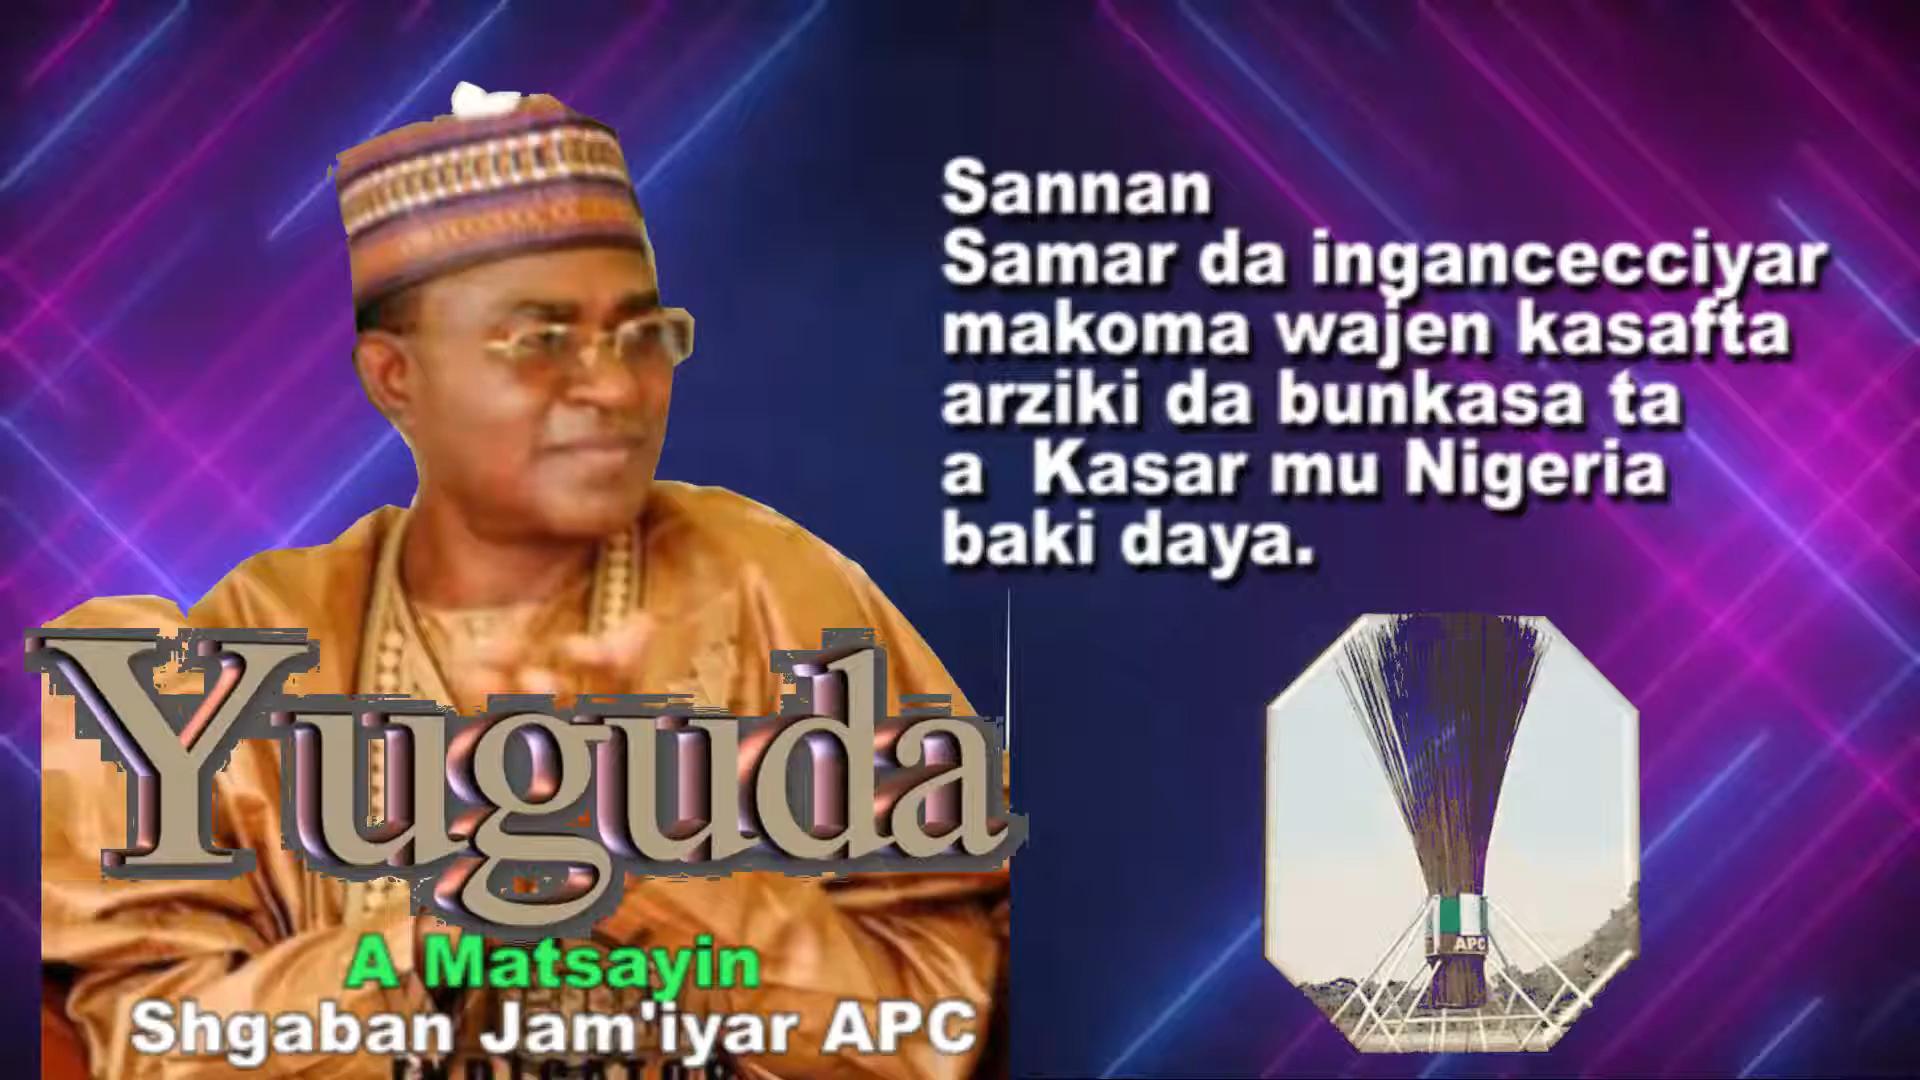 Sannan
Samar da ingancecciyar
makoma wajen kasafta
arziki da bunkasa ta
a Kasar mu Nigeria
baki daya.
Yuguda
A Matsayin
Shgaban Jam'iyar APC
APC